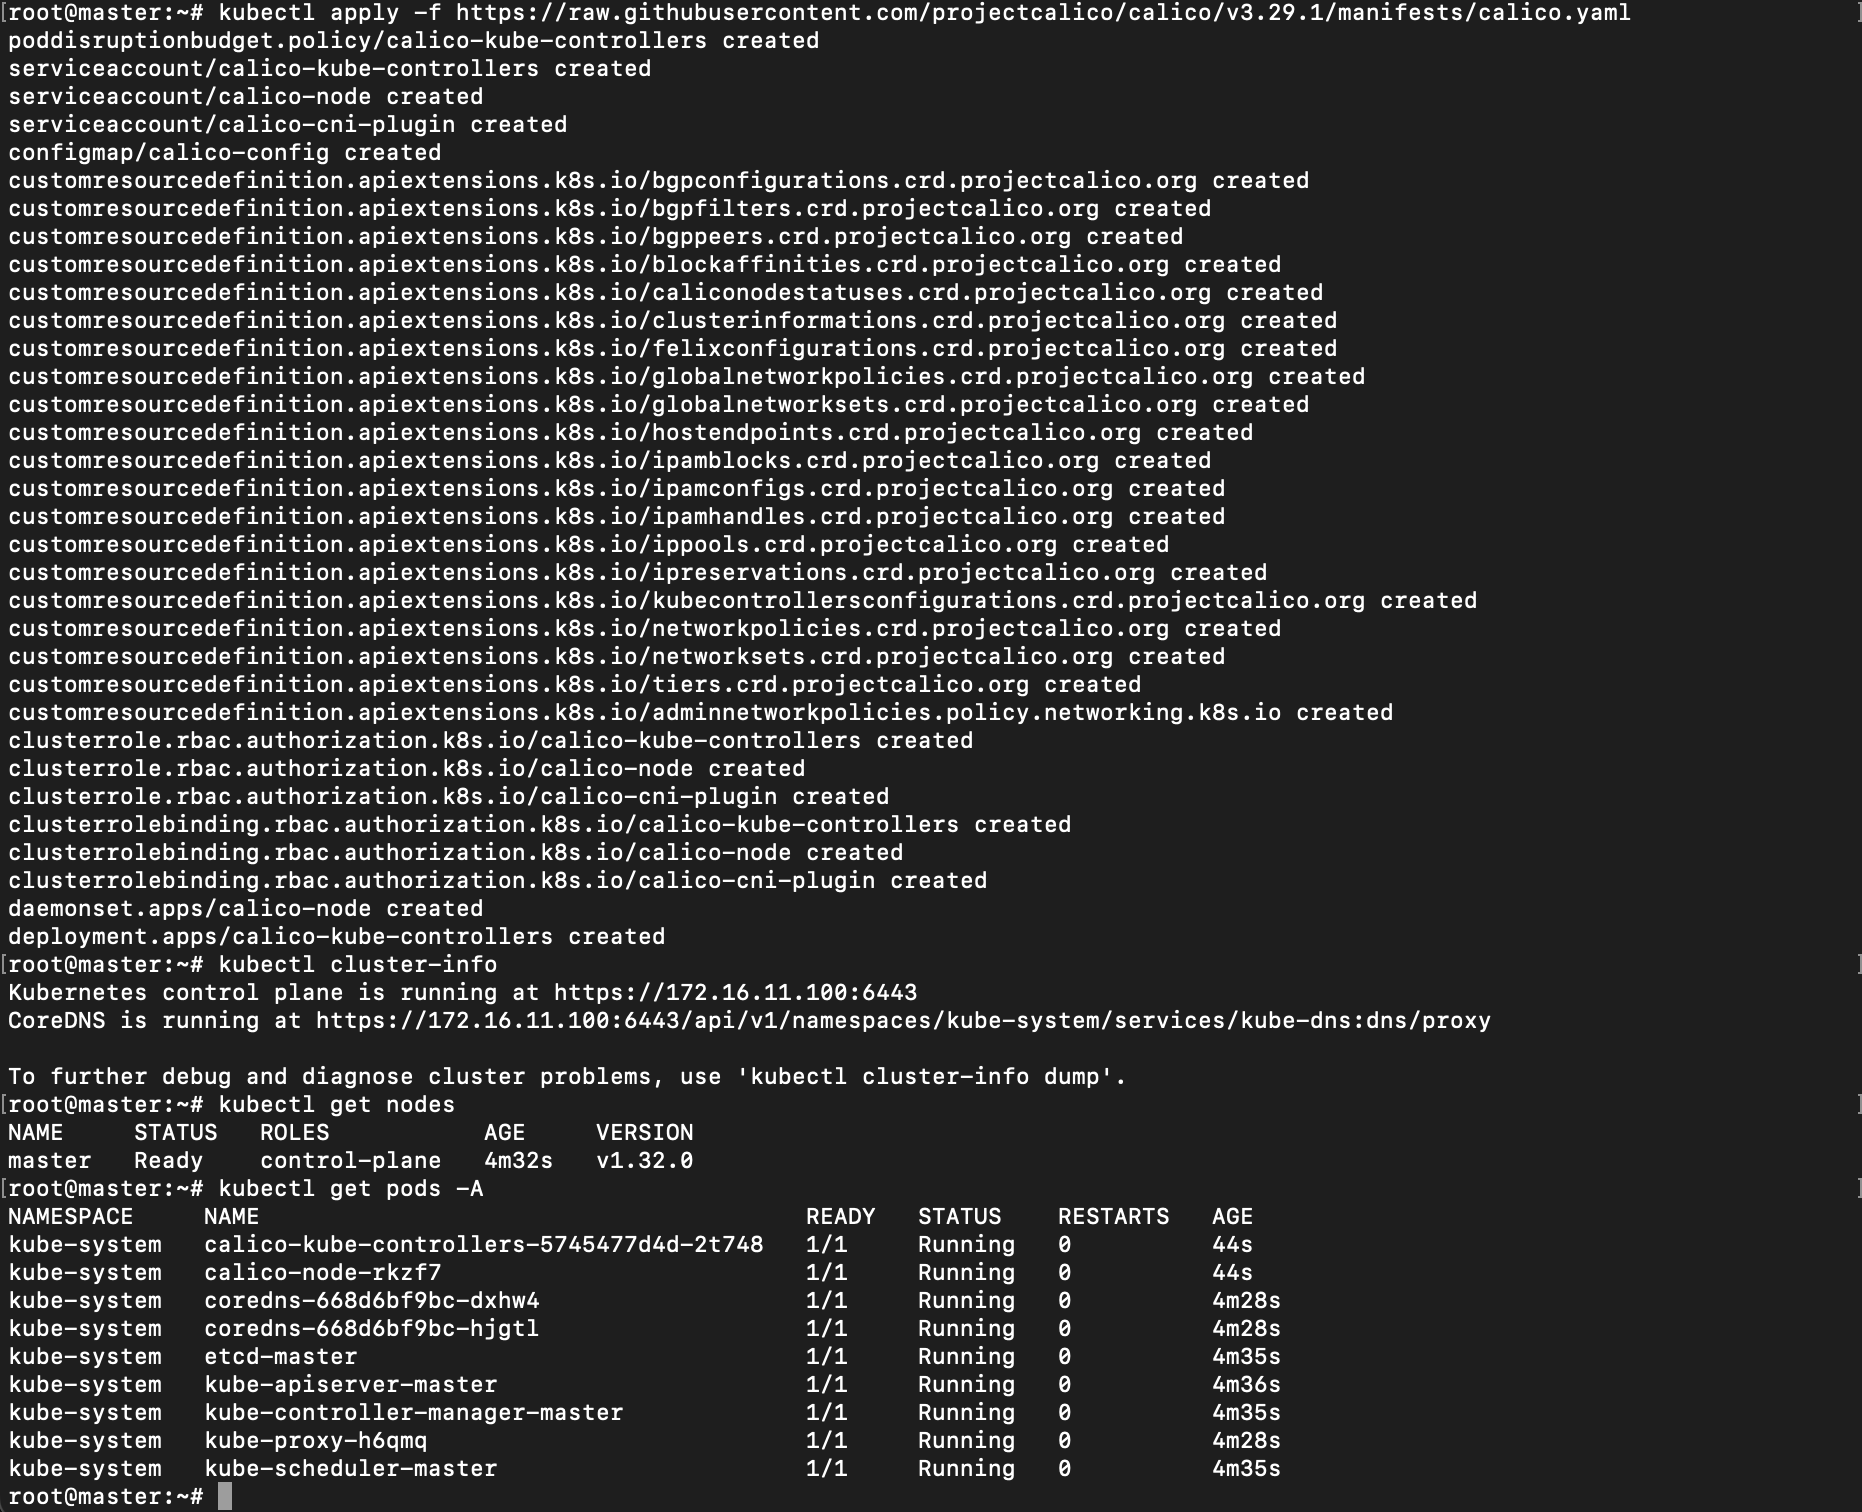 [root@master:~# kubectl apply -f https://raw.githubusercontent.com/projectcalico/calico/v3.29.1/manifests/calico.yaml ]
poddisruptionbudget.policy/calico-kube-controllers created
serviceaccount/calico-kube-controllers created
serviceaccount/calico-node created
serviceaccount/calico-cni-plugin created
configmap/calico-config created
customresourcedefinition.apiextensions.k8s.io/bgpconfigurations.crd.projectcalico.org created
customresourcedefinition.apiextensions.k8s.io/bgpfilters.crd.projectcalico.org created
customresourcedefinition.apiextensions.k8s.io/bgppeers.crd.projectcalico.org created
customresourcedefinition.apiextensions.k8s.io/blockaffinities.crd.projectcalico.org created
customresourcedefinition.apiextensions.k8s.io/caliconodestatuses.crd.projectcalico.org created
customresourcedefinition.apiextensions.k8s.io/clusterinformations.crd.projectcalico.org created
customresourcedefinition.apiextensions.k8s.io/felixconfigurations.crd.projectcalico.org created
customresourcedefinition.apiextensions.k8s.io/globalnetworkpolicies.crd.projectcalico.org created
customresourcedefinition.apiextensions.k8s.io/globalnetworksets.crd.projectcalico.org created
customresourcedefinition.apiextensions.k8s.io/hostendpoints.crd.projectcalico.org created
customresourcedefinition.apiextensions.k8s.io/ipamblocks.crd.projectcalico.org created
customresourcedefinition.apiextensions.k8s.io/ipamconfigs.crd.projectcalico.org created
customresourcedefinition.apiextensions.k8s.io/ipamhandles.crd.projectcalico.org created
customresourcedefinition.apiextensions.k8s.io/ippools.crd.projectcalico.org created
customresourcedefinition.apiextensions.k8s.io/ipreservations.crd.projectcalico.org created
customresourcedefinition.apiextensions.k8s.io/kubecontrollersconfigurations.crd.projectcalico.org created
customresourcedefinition.apiextensions.k8s.io/networkpolicies.crd.projectcalico.org created
customresourcedefinition.apiextensions.k8s.io/networksets.crd.projectcalico.org created
customresourcedefinition.apiextensions.k8s.io/tiers.crd.projectcalico.org created
customresourcedefinition.apiextensions.k8s.io/adminnetworkpolicies.policy.networking.k8s.io created
clusterrole.rbac.authorization.k8s.io/calico-kube-controllers created
clusterrole.rbac.authorization.k8s.io/calico-node created
clusterrole.rbac.authorization.k8s.io/calico-cni-plugin created
clusterrolebinding.rbac.authorization.k8s.io/calico-kube-controllers created
clusterrolebinding.rbac.authorization.k8s.io/calico-node created
clusterrolebinding.rbac.authorization.k8s.io/calico-cni-plugin created
daemonset.apps/calico-node created
deployment.apps/calico-kube-controllers created
[root@master:~# kubectl cluster-info ]
Kubernetes control plane is running at https://172.16.11.100:6443
CoreDNS is running at https://172.16.11.100:6443/api/v1/namespaces/kube-system/services/kube-dns:dns/proxy
To further debug and diagnose cluster problems, use 'kubectl cluster-info dump'.
[root@master:~# kubectl get nodes ]
NAME STATUS ROLES AGE VERSION
master Ready control-plane 4m32s v1.32.0
[root@master:~# kubectl get pods -A ]
NAMESPACE NAME READY STATUS RESTARTS AGE
kube-system calico-kube-controllers-5745477d4d-2t748 1/1 Running 0 44s
kube-system calico-node-rkzf7 1/1 Running 0 44s
kube-system coredns-668d6bf9bc-dxhw4 1/1 Running 0 4m28s
kube-system coredns-668d6bf9bc-hjgtl 1/1 Running 0 4m28s
kube-system etcd-master 1/1 Running 0 4m35s
kube-system kube-apiserver-master 1/1 Running 0 4m36s
kube-system kube-controller-manager-master 1/1 Running 0 4m35s
kube-system kube-proxy-h6qmq 1/1 Running 0 4m28s
kube-system kube-scheduler-master 1/1 Running 0 4m35s
root@master:~#